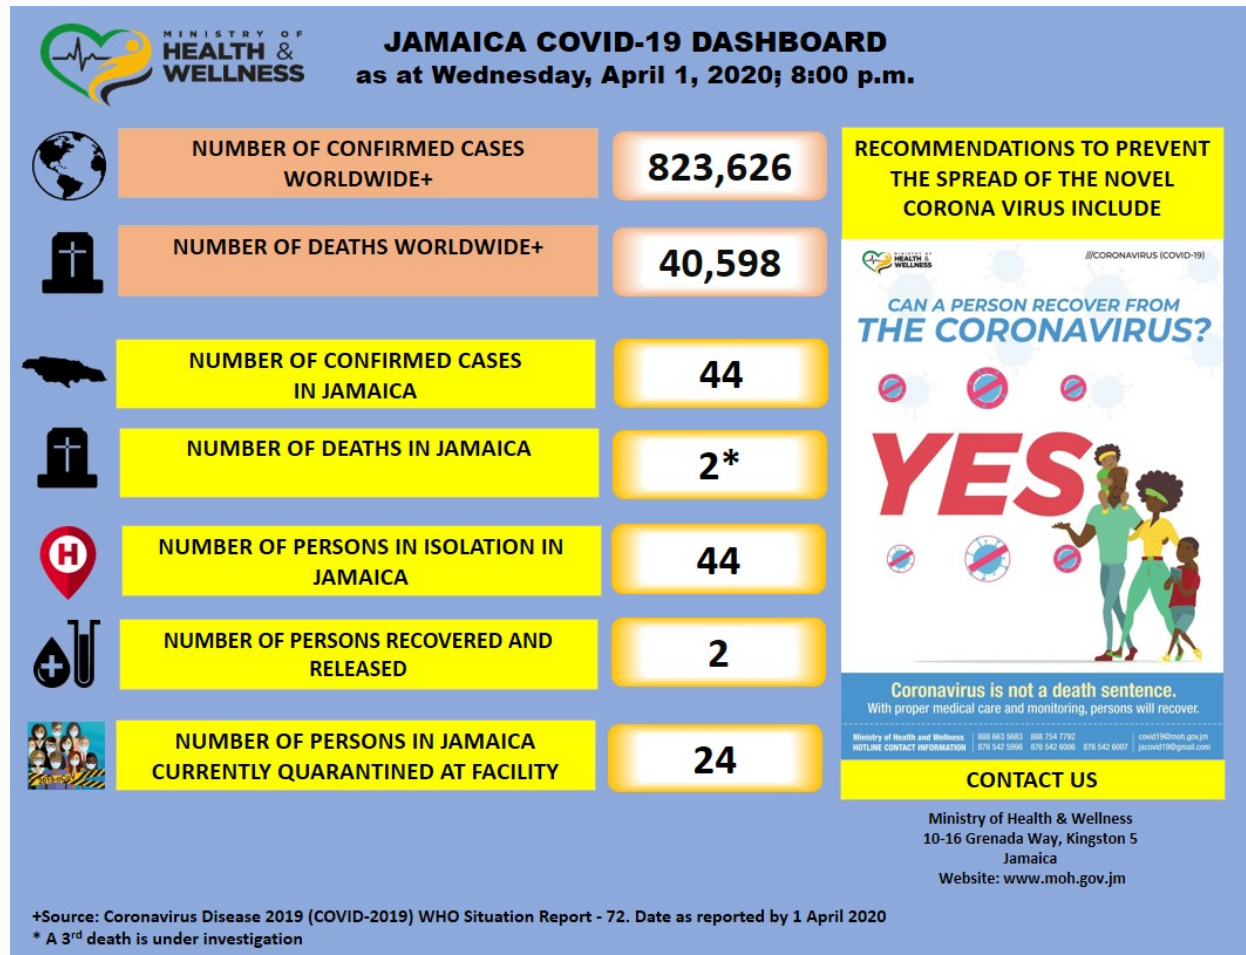 MINISTRY OF
HEALTH &
WELLNESS
JAMAICA COVID-19 DASHBOARD
as at Wednesday, April 1, 2020; 8:00 p.m.
NUMBER OF CONFIRMED CASES
WORLDWIDE+
823,626
NUMBER OF DEATHS WORLDWIDE+
40,598
NUMBER OF CONFIRMED CASES
IN JAMAICA
44
NUMBER OF DEATHS IN JAMAICA
2*
H
NUMBER OF PERSONS IN ISOLATION IN
JAMAICA
44
NUMBER OF PERSONS RECOVERED AND
RELEASED
2
NUMBER OF PERSONS IN JAMAICA
CURRENTLY QUARANTINED AT FACILITY
24
RECOMMENDATIONS TO PREVENT
THE SPREAD OF THE NOVEL
CORONA VIRUS INCLUDE
MINISTRY OF
HEALTH &
WELLNESS
///CORONAVIRUS (COVID-19)
CAN A PERSON RECOVER FROM
THE CORONAVIRUS?
YES
Coronavirus is not a death sentence.
With proper medical care and monitoring, persons will recover.
Ministry of Health and Wellness 888 663 5683 888 754 7792 covid19@moh.gov.jm
HOTLINE CONTACT INFORMATION 876 542 5998 876 542 6006 876 542 6007 jacovid19@gmail.com
CONTACT US
Ministry of Health & Wellness
10-16 Grenada Way, Kingston 5
Jamaica
Website: www.moh.gov.jm
+Source: Coronavirus Disease 2019 (COVID-2019) WHO Situation Report - 72. Date as reported by 1 April 2020
* A 3rd death is under investigation